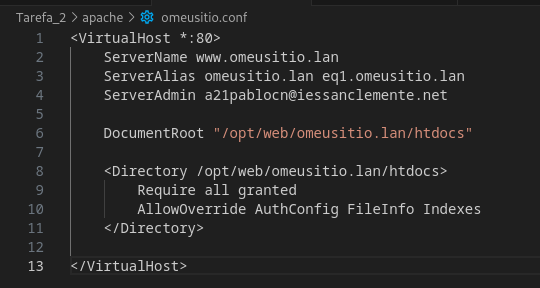 Tarefa_2 > apache > omeusitio.conf
1 <VirtualHost *:80>
2 ServerName www.omeusitio.lan
3 ServerAlias omeusitio.lan eq1.omeusitio.lan
4 ServerAdmin a21pablocn@iessanclemente.net
5
6 DocumentRoot "/opt/web/omeusitio.lan/htdocs"
7
8 <Directory /opt/web/omeusitio.lan/htdocs>
9 Require all granted
10 AllowOverride AuthConfig FileInfo Indexes
11 </Directory>
12
13 </VirtualHost>